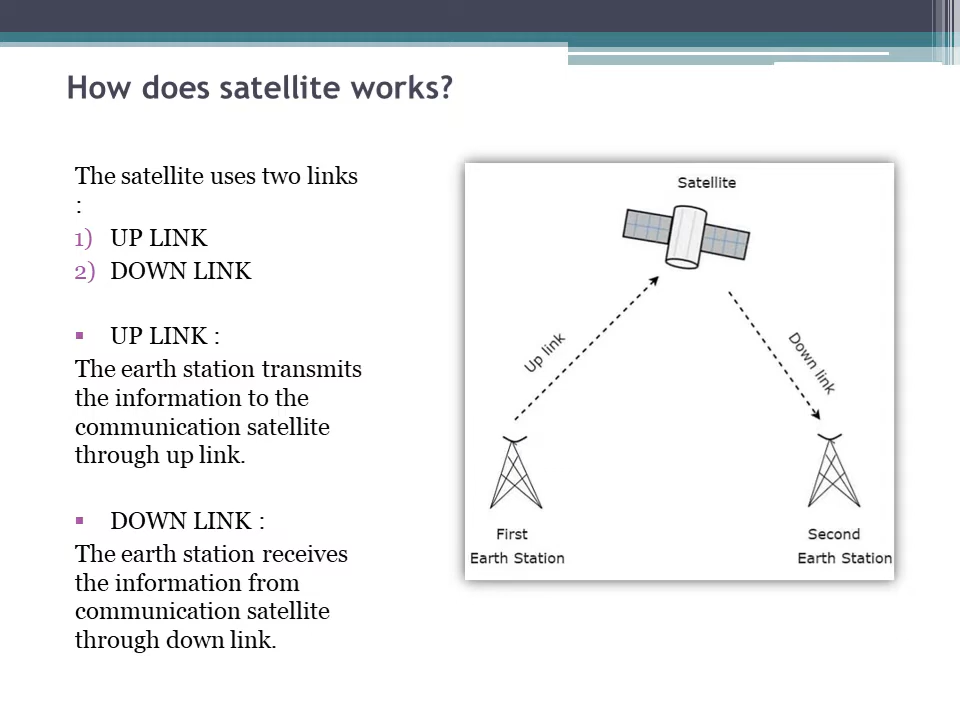 How does satellite works?
The satellite uses two links
:
1) UP LINK
2) DOWN LINK
▪ UP LINK :
The earth station transmits
the information to the
communication satellite
through up link.
▪ DOWN LINK :
The earth station receives
the information from
communication satellite
through down link.
Satellite
Up link
Down link
First
Earth Station
Second
Earth Station